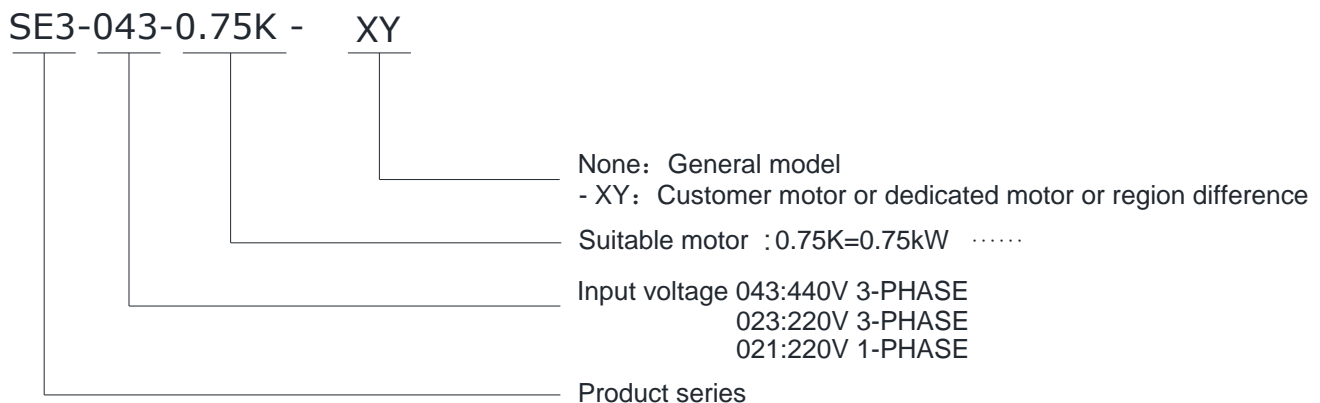 SE3-043-0.75K - XY
None：General model
- XY：Customer motor or dedicated motor or region difference
Suitable motor ：0.75K=0.75kW ······
Input voltage 043:440V 3-PHASE
023:220V 3-PHASE
021:220V 1-PHASE
Product series